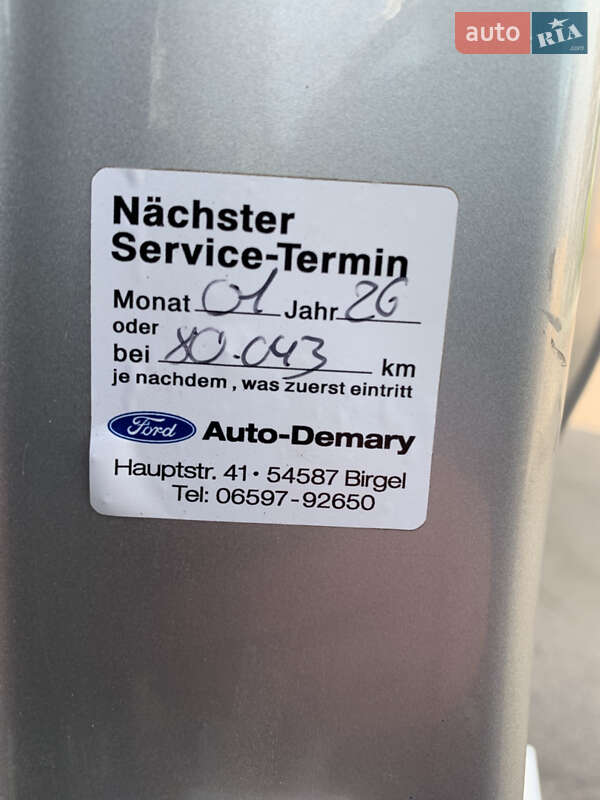 auto RIA.com
Nächster
Service-Termin
Monat 01 Jahr 26
oder
bei 80.043 km
je nachdem, was zuerst eintritt
Ford Auto-Demary
Hauptstr. 41 · 54587 Birgel
Tel: 06597-92650